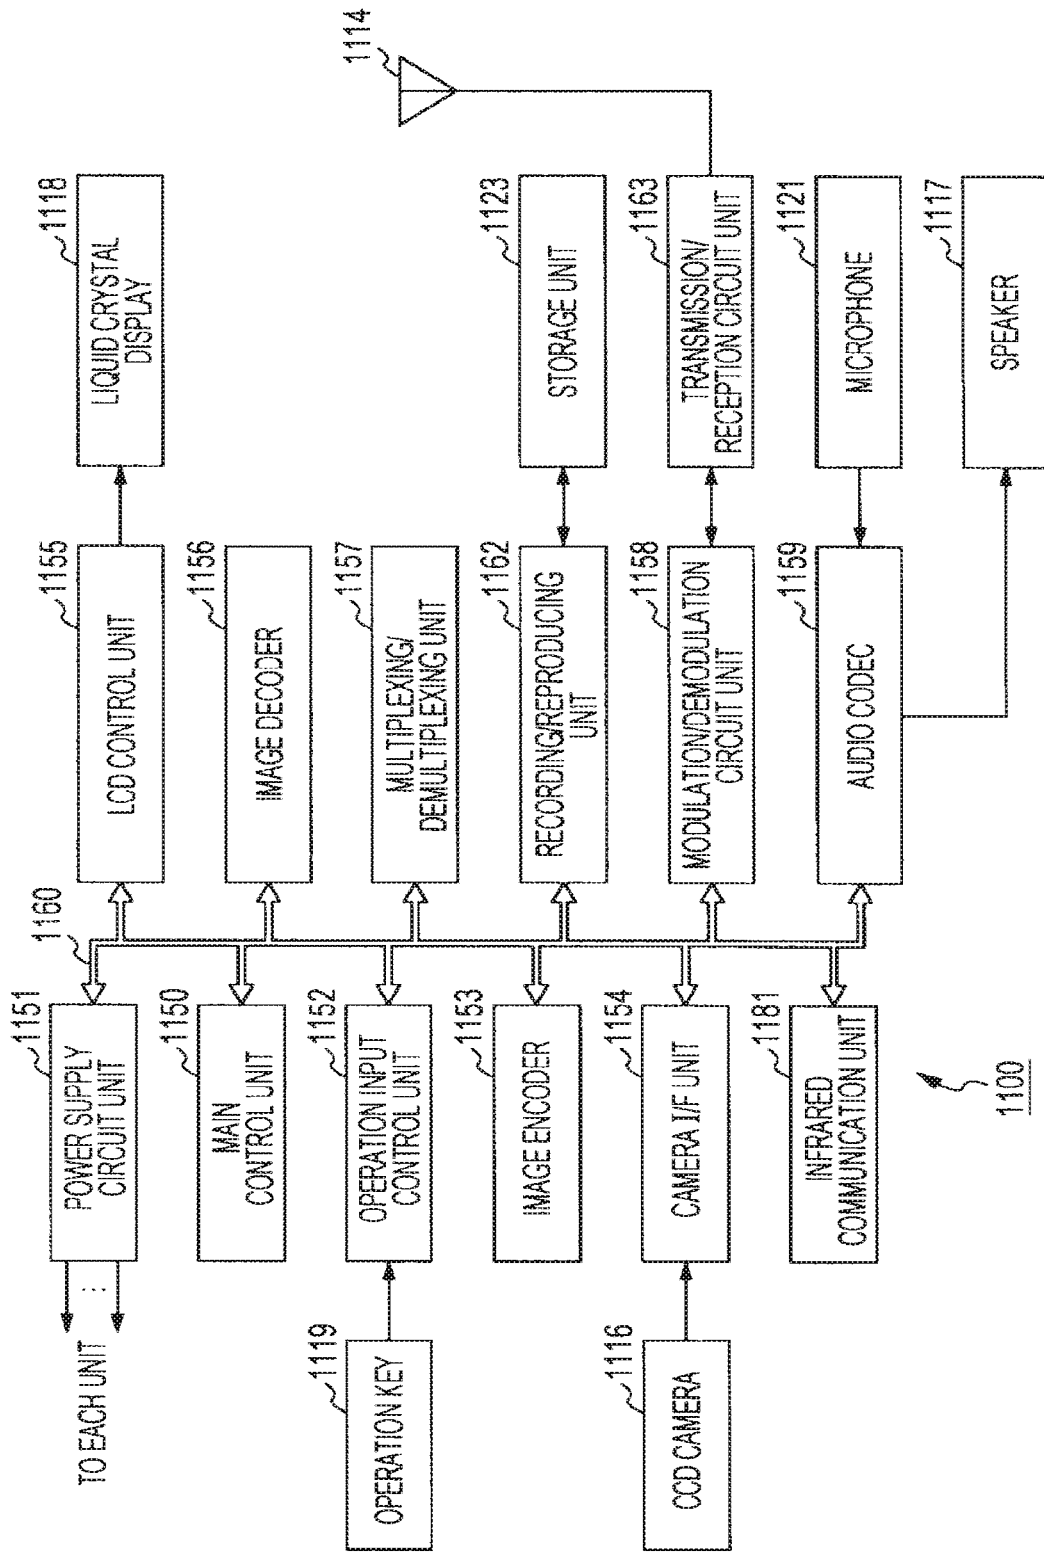 TO EACH UNIT
1151
POWER SUPPLY
CIRCUIT UNIT
1160
1155
LCD CONTROL UNIT
1118
LIQUID CRYSTAL
DISPLAY
1150
MAIN
CONTROL UNIT
1156
IMAGE DECODER
1119
OPERATION KEY
1152
OPERATION INPUT
CONTROL UNIT
1157
MULTIPLEXING/
DEMULTIPLEXING UNIT
1114
1153
IMAGE ENCODER
1162
RECORDING/REPRODUCING
UNIT
1123
STORAGE UNIT
1116
CCD CAMERA
1154
CAMERA I/F UNIT
1158
MODULATION/DEMODULATION
CIRCUIT UNIT
1163
TRANSMISSION/
RECEPTION CIRCUIT UNIT
1181
INFRARED
COMMUNICATION UNIT
1159
AUDIO CODEC
1121
MICROPHONE
1117
SPEAKER
1100